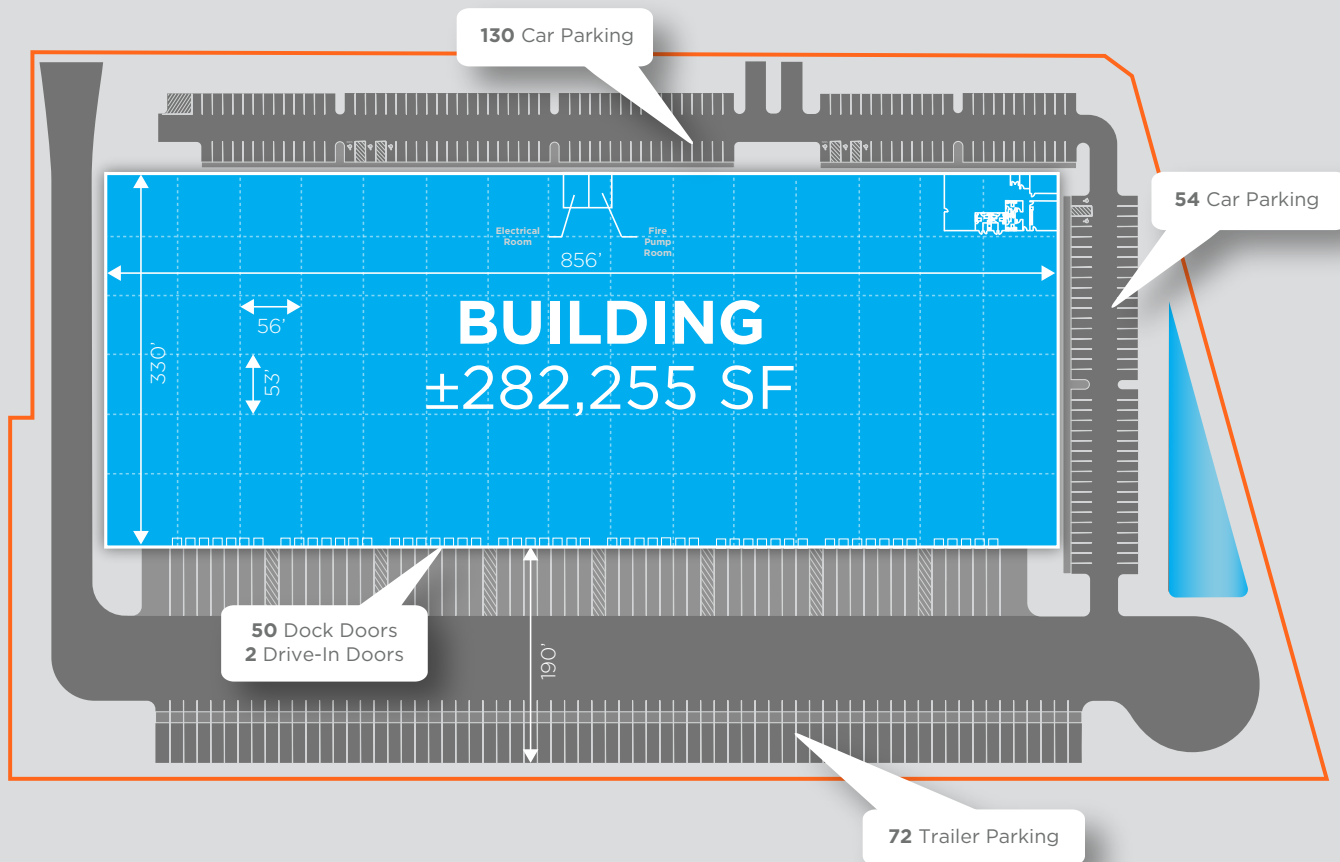 130 Car Parking
54 Car Parking
Electrical
Room
Fire
Pump
Room
856'
BUILDING
±282,255 SF
56'
53'
330'
50 Dock Doors
2 Drive-In Doors
190'
72 Trailer Parking